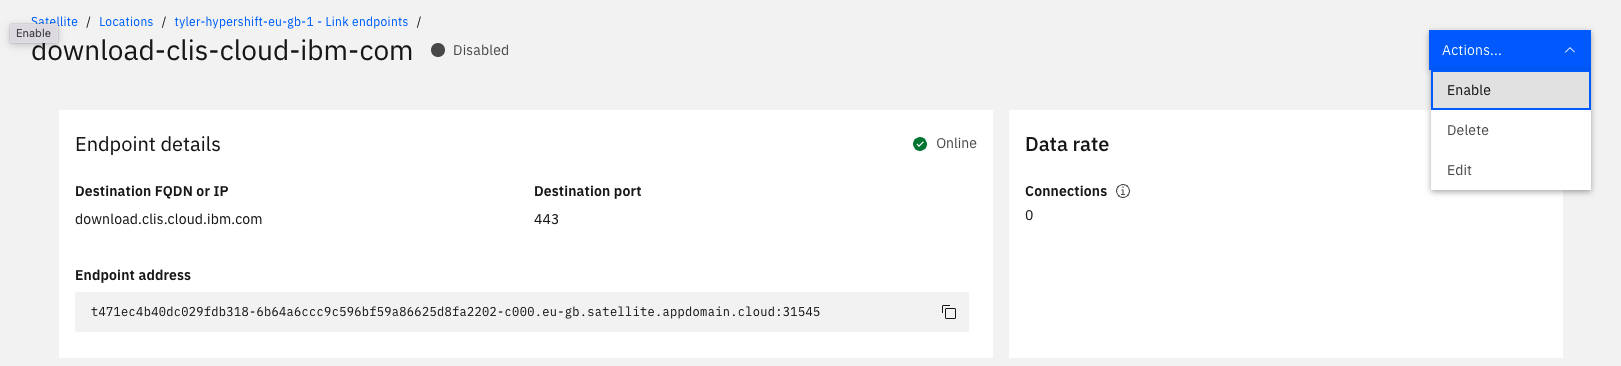 Satellite / Locations / tyler-hypershift-eu-gb-1 - Link endpoints /
Enable
download-clis-cloud-ibm-com
Disabled
Actions...
Enable
Delete
Edit
Endpoint details
Online
Destination FQDN or IP
Destination port
download.clis.cloud.ibm.com
443
Endpoint address
t471ec4b40dc029fdb318-6b64a6ccc9c596bf59a86625d8fa2202-c000.eu-gb.satellite.appdomain.cloud:31545
Data rate
Connections
0